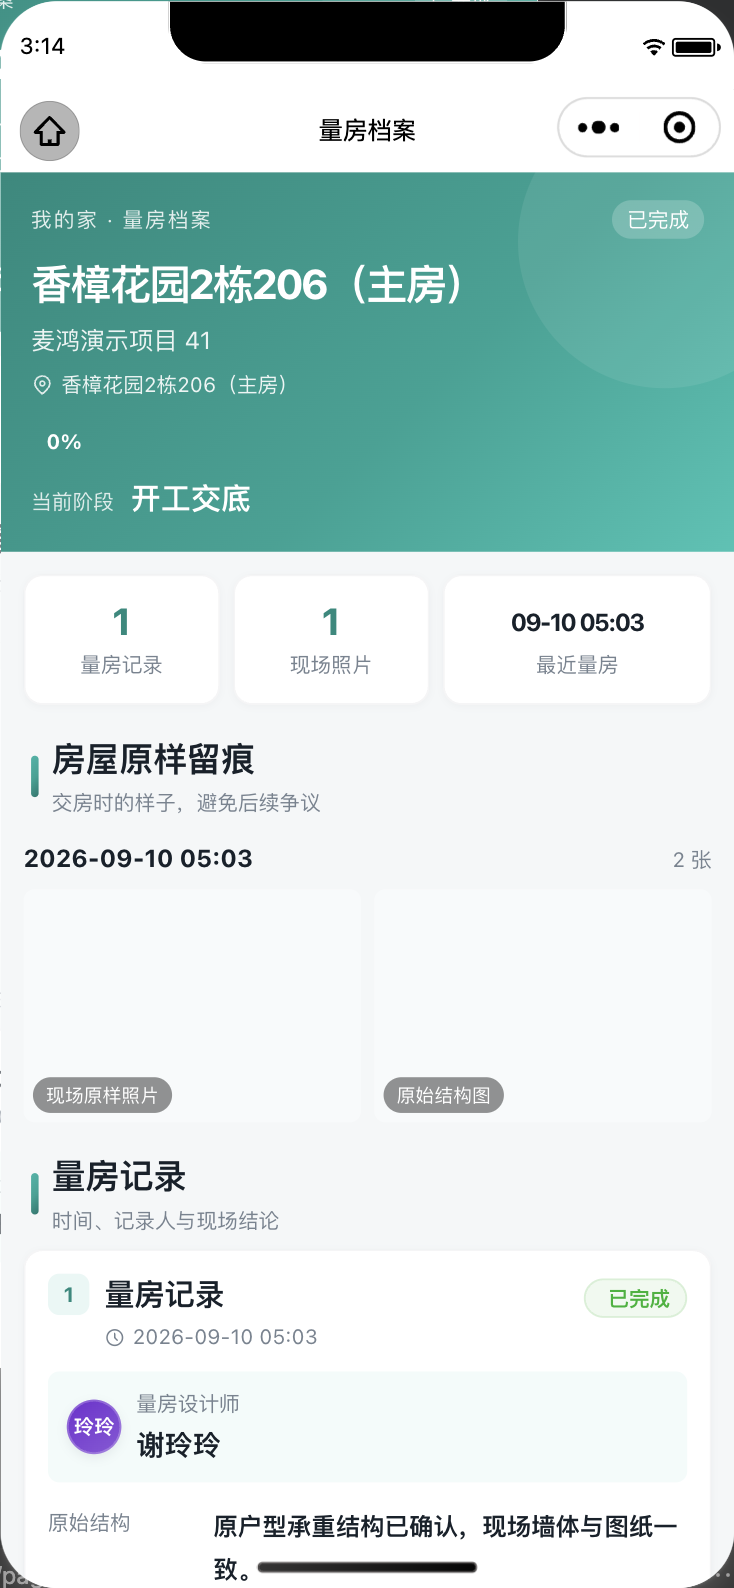 3:14
量房档案
我的家 · 量房档案
已完成
香樟花园2栋206（主房）
麦鸿演示项目 41
香樟花园2栋206（主房）
0%
当前阶段 开工交底
1
量房记录
1
现场照片
09-10 05:03
最近量房
房屋原样留痕
交房时的样子，避免后续争议
2026-09-10 05:03
2 张
现场原样照片
原始结构图
量房记录
时间、记录人与现场结论
1
量房记录
已完成
2026-09-10 05:03
玲玲
量房设计师
谢玲玲
原始结构
原户型承重结构已确认，现场墙体与图纸一
致。